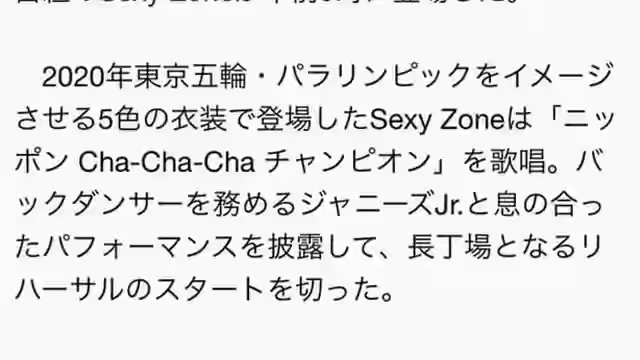 2020年東京五輪・パラリンピックをイメージ
させる5色の衣装で登場したSexy Zoneは「ニッ
ポン Cha-Cha-Cha チャンピオン」を歌唱。バ
ックダンサーを務めるジャニーズJr.と息の合っ
たパフォーマンスを披露して、長丁場となるリ
ハーサルのスタートを切った。